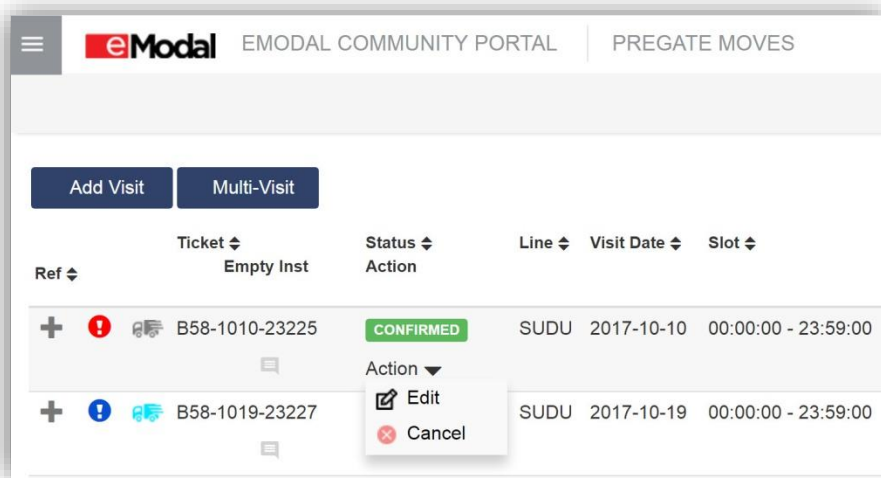 eModal EMODAL COMMUNITY PORTAL PREGATE MOVES
Add Visit Multi-Visit
Ticket Status Line Visit Date Slot
Ref Empty Inst Action
B58-1010-23225 CONFIRMED SUDU 2017-10-10 00:00:00 - 23:59:00
Action
Edit
B58-1019-23227 SUDU 2017-10-19 00:00:00 - 23:59:00
Cancel